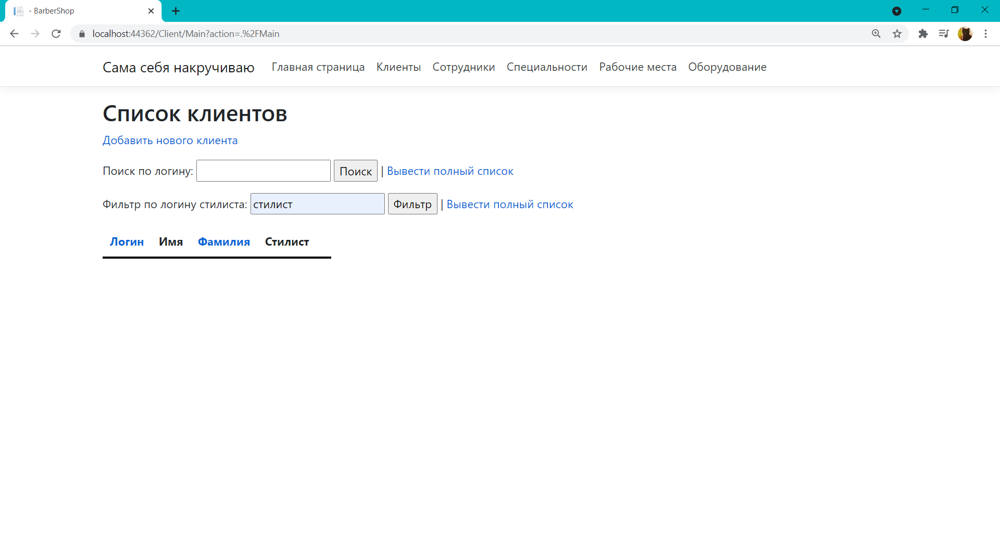 - BarberShop
localhost:44362/Client/Main?action=.%2FMain
Сама себя накручиваю Главная страница Клиенты Сотрудники Специальности Рабочие места Оборудование
Список клиентов
Добавить нового клиента
Поиск по логину: Поиск | Вывести полный список
Фильтр по логину стилиста: стилист Фильтр | Вывести полный список
Логин Имя Фамилия Стилист